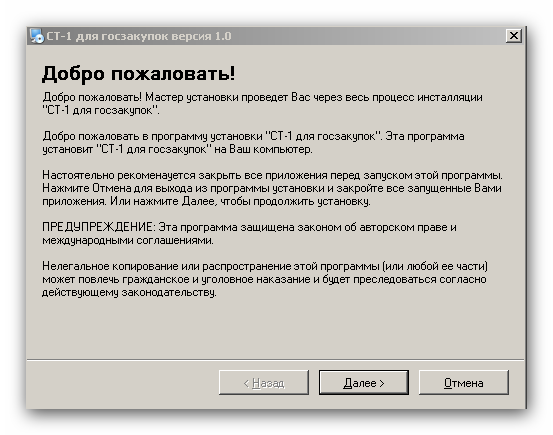 СТ-1 для госзакупок версия 1.0
Добро пожаловать!
Добро пожаловать! Мастер установки проведет Вас через весь процесс инсталляции
"СТ-1 для госзакупок".
Добро пожаловать в программу установки "СТ-1 для госзакупок". Эта программа
установит "СТ-1 для госзакупок" на Ваш компьютер.
Настоятельно рекоменуется закрыть все приложения перед запуском этой программы.
Нажмите Отмена для выхода из программы установки и закройте все запущенные Вами
приложения. Или нажмите Далее, чтобы продолжить установку.
ПРЕДУПРЕЖДЕНИЕ: Эта программа защищена законом об авторском праве и
международными соглашениями.
Нелегальное копирование или распространение этой программы (или любой ее части)
может повлечь гражданское и уголовное наказание и будет преследоваться согласно
действующему законодательству.
< Назад
Далее >
Отмена